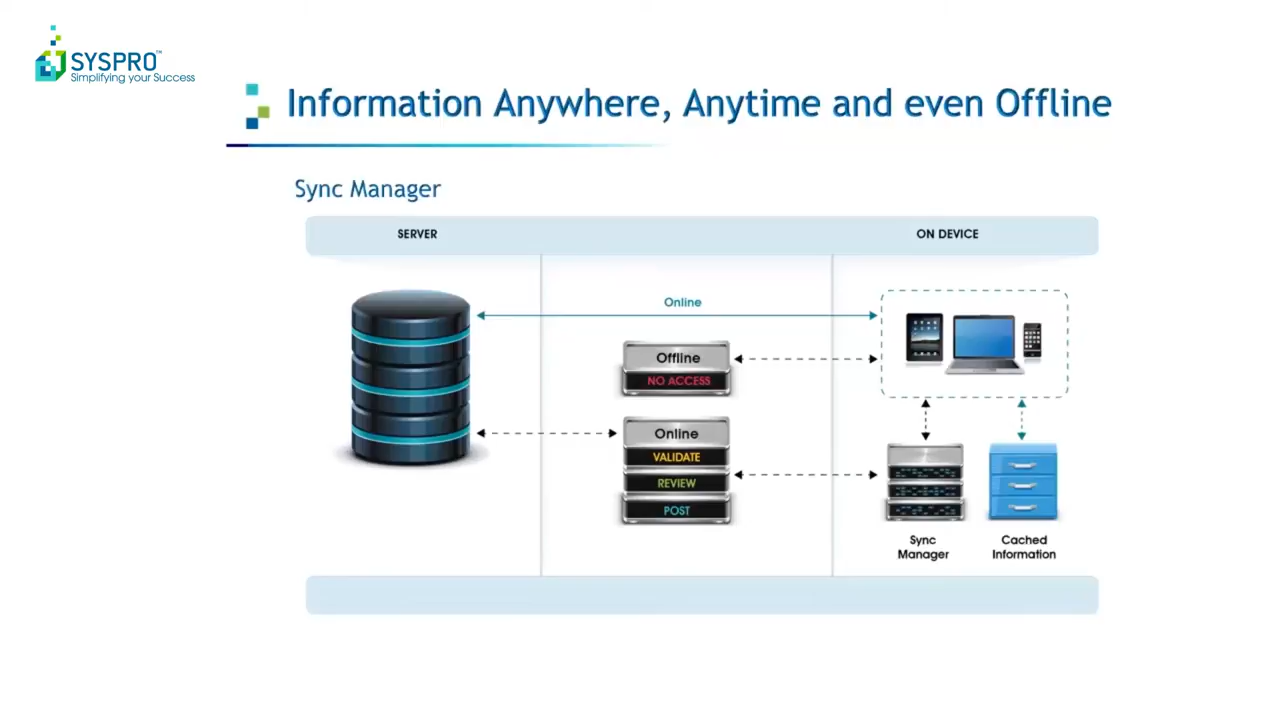 SYSPRO™
Simplifying your Success
Information Anywhere, Anytime and even Offline
Sync Manager
SERVER
ON DEVICE
Online
Offline
NO ACCESS
Online
VALIDATE
REVIEW
POST
Sync
Manager
Cached
Information